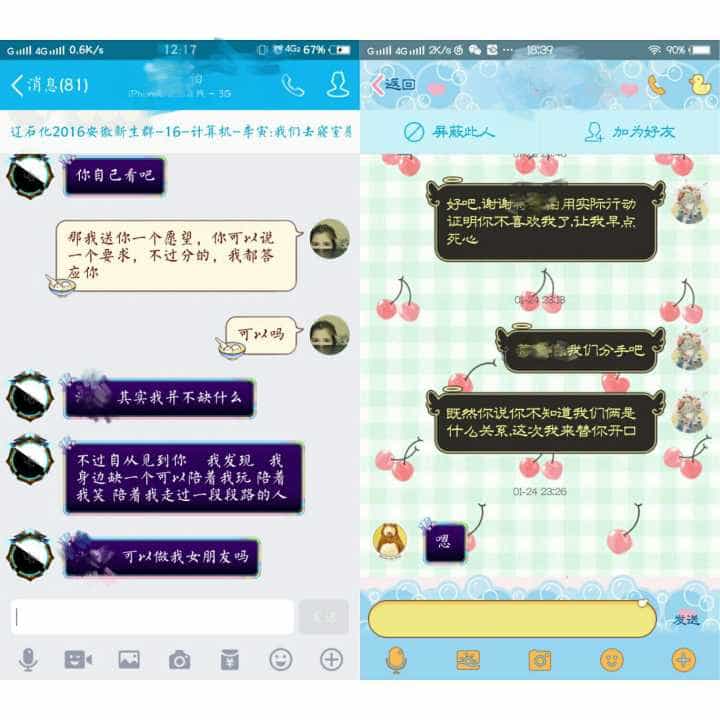 4G 0.6K/s 12:17 4G2 67%
消息(81)
辽石化2016安徽新生群-16-计算机-李寅:我们去寝室
你自己看吧
那我送你一个愿望，你可以说
一个要求，不过分的，我都答
应你
可以吗
其实我并不缺什么
不过自从见到你 我发现 我
身边缺一个可以陪着我玩 陪着
我笑 陪着我走过一段段路的人
可以做我女朋友吗
发送
4G 2K/s 18:39 90%
返回
屏蔽此人
加为好友
好吧,谢谢 用实际行动
证明你不喜欢我了,让我早点
死心
01-24 23:18
我们分手吧
既然你说你不知道我们俩是
什么关系,这次我来替你开口
01-24 23:26
嗯
发送